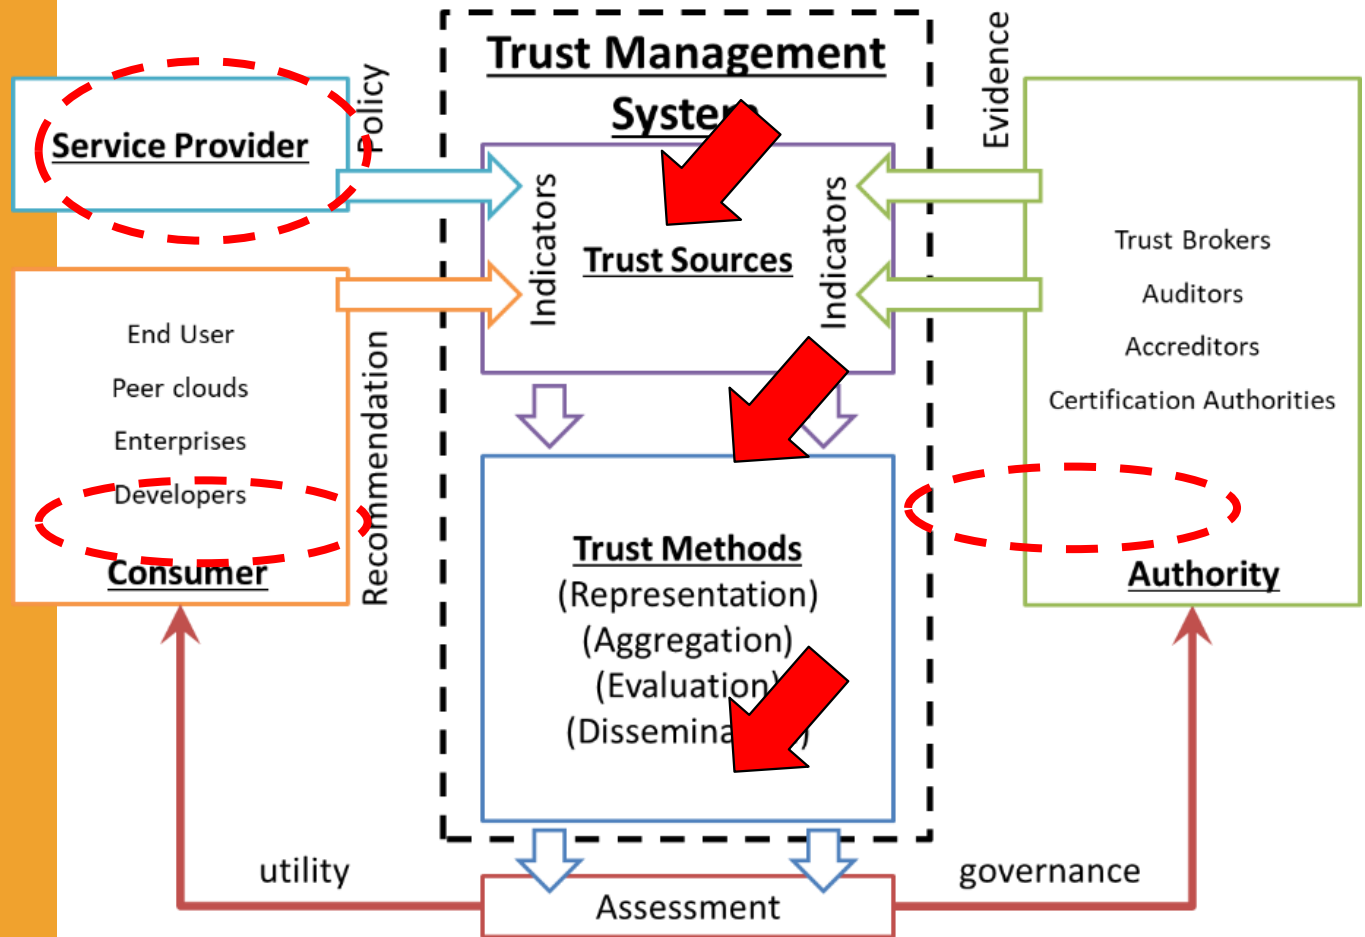 Trust Management
System
Service Provider
Policy
Evidence
Indicators
Trust Sources
Indicators
End User
Peer clouds
Enterprises
Developers
Consumer
Recommendation
Trust Brokers
Auditors
Accreditors
Certification Authorities
Authority
Trust Methods
(Representation)
(Aggregation)
(Evaluation)
utility
governance
Assessment